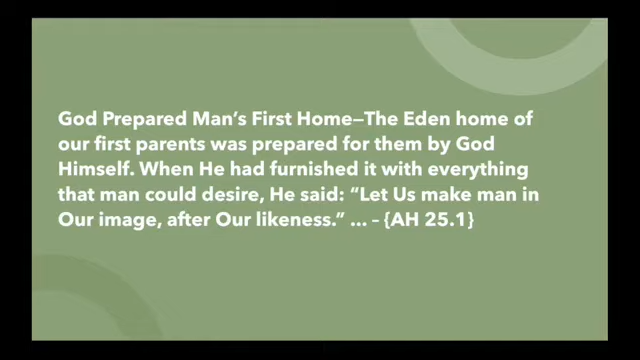 God Prepared Man’s First Home—The Eden home of
our first parents was prepared for them by God
Himself. When He had furnished it with everything
that man could desire, He said: “Let Us make man in
Our image, after Our likeness.” ... – {AH 25.1}